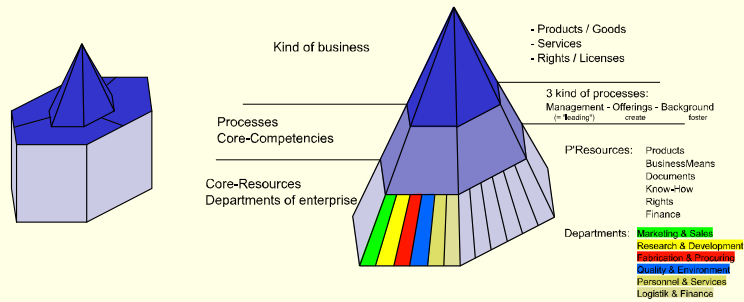 Kind of business
- Products / Goods
- Services
- Rights / Licenses
3 kind of processes:
Management - Offerings - Background
(= "leading") create foster
Processes
Core-Competencies
P'Resources: Products
BusinessMeans
Documents
Know-How
Rights
Finance
Core-Resources
Departments of enterprise
Departments: Marketing & Sales
Research & Development
Fabrication & Procuring
Quality & Environment
Personnel & Services
Logistik & Finance